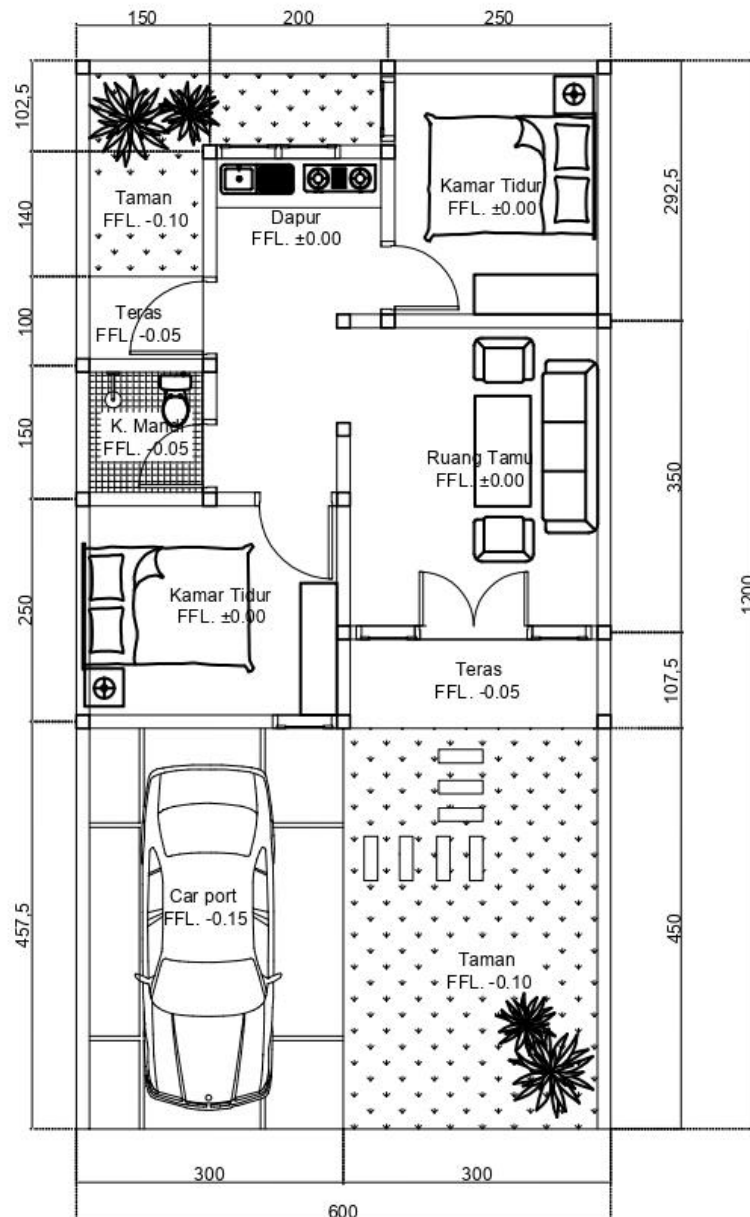 150
200
250
102,5
140
100
150
250
457,5
292,5
350
107,5
450
1200
Taman
FFL. -0.10
Dapur
FFL. ±0.00
Kamar Tidur
FFL. ±0.00
Teras
FFL. -0.05
K. Mandi
FFL. -0.05
Ruang Tamu
FFL. ±0.00
Kamar Tidur
FFL. ±0.00
Teras
FFL. -0.05
Car port
FFL. -0.15
Taman
FFL. -0.10
300
300
600